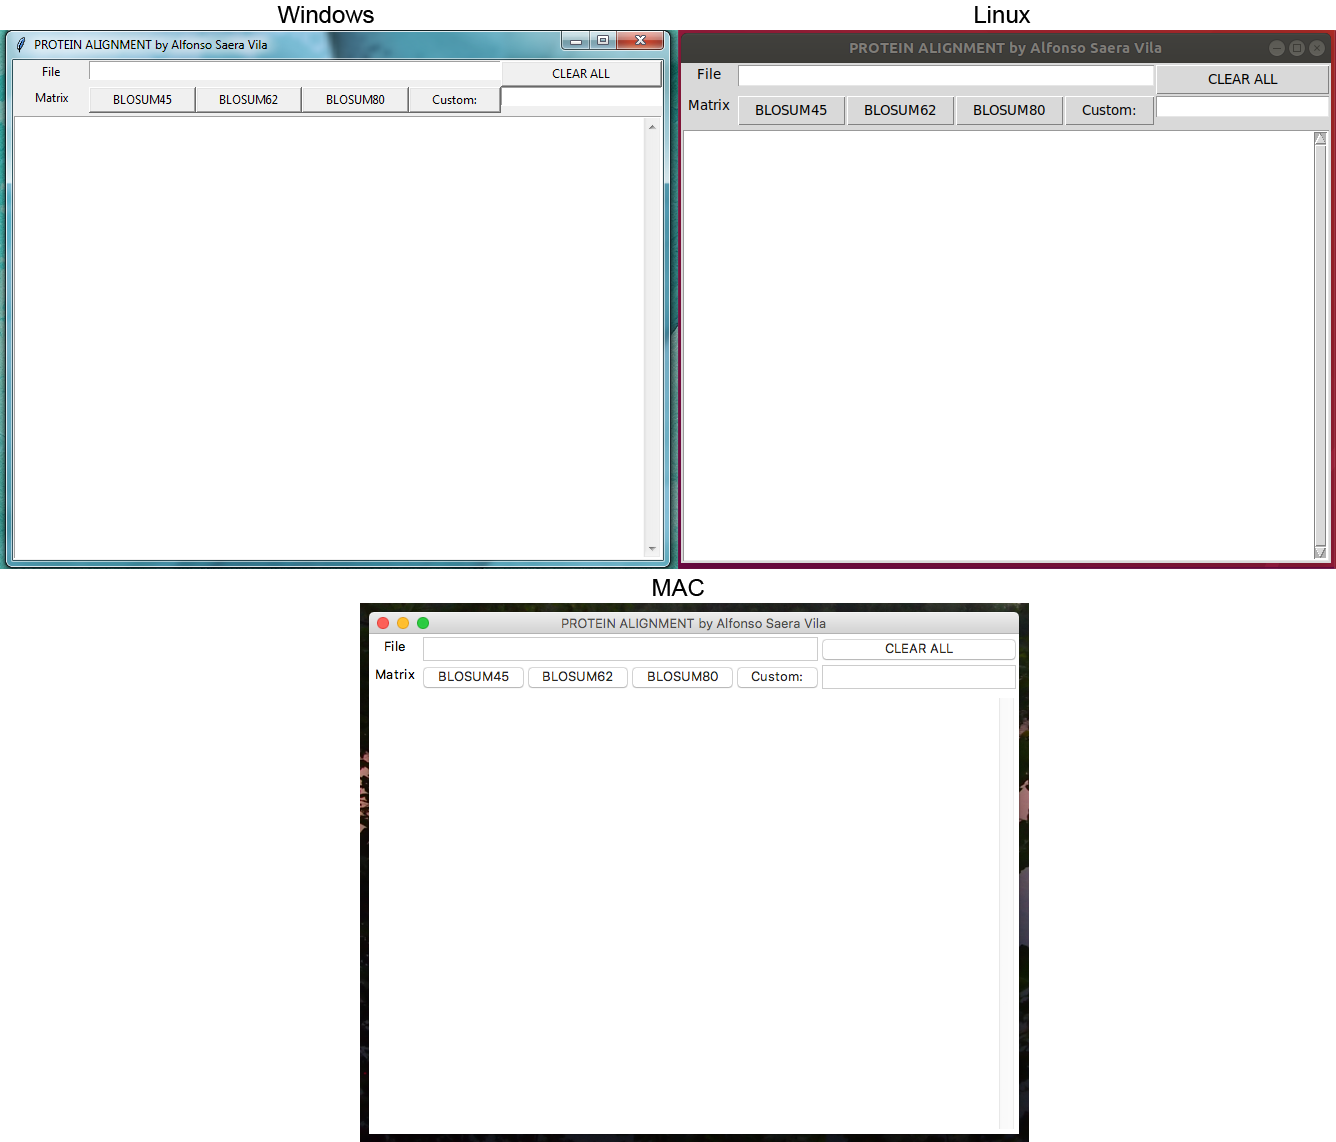 Windows
PROTEIN ALIGNMENT by Alfonso Saera Vila
File CLEAR ALL
Matrix BLOSUM45 BLOSUM62 BLOSUM80 Custom:
Linux
PROTEIN ALIGNMENT by Alfonso Saera Vila
File CLEAR ALL
Matrix BLOSUM45 BLOSUM62 BLOSUM80 Custom:
MAC
PROTEIN ALIGNMENT by Alfonso Saera Vila
File CLEAR ALL
Matrix BLOSUM45 BLOSUM62 BLOSUM80 Custom: